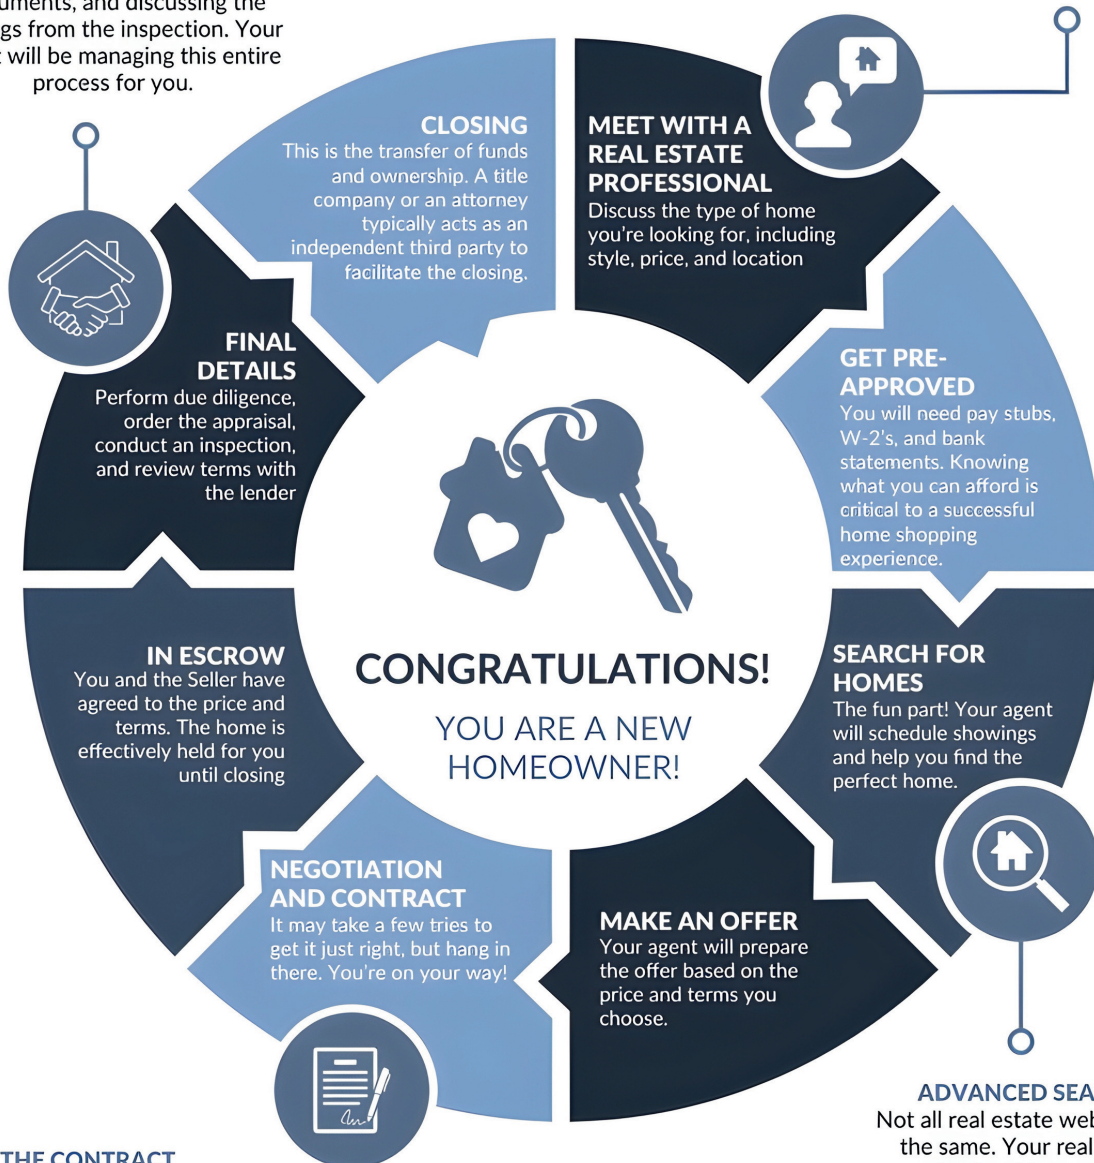 and discussing the
from the inspection. Your
will be managing this entire
process for you.
MEET WITH A
REAL ESTATE
PROFESSIONAL
Discuss the type of home
you're looking for, including
style, price, and location
GET PRE-
APPROVED
You will need pay stubs,
W-2's, and bank
statements. Knowing
what you can afford is
critical to a successful
home shopping
experience.
SEARCH FOR
HOMES
The fun part! Your agent
will schedule showings
and help you find the
perfect home.
MAKE AN OFFER
Your agent will prepare
the offer based on the
price and terms you
choose.
NEGOTIATION
AND CONTRACT
It may take a few tries to
get it just right, but hang in
there. You're on your way!
IN ESCROW
You and the Seller have
agreed to the price and
terms. The home is
effectively held for you
until closing
FINAL
DETAILS
Perform due diligence,
order the appraisal,
conduct an inspection,
and review terms with
the lender
CLOSING
This is the transfer of funds
and ownership. A title
company or an attorney
typically acts as an
independent third party to
facilitate the closing.
CONGRATULATIONS!
YOU ARE A NEW
HOMEOWNER!
ADVANCED
Not all real estate
the same. Your real
THE CONTRACT